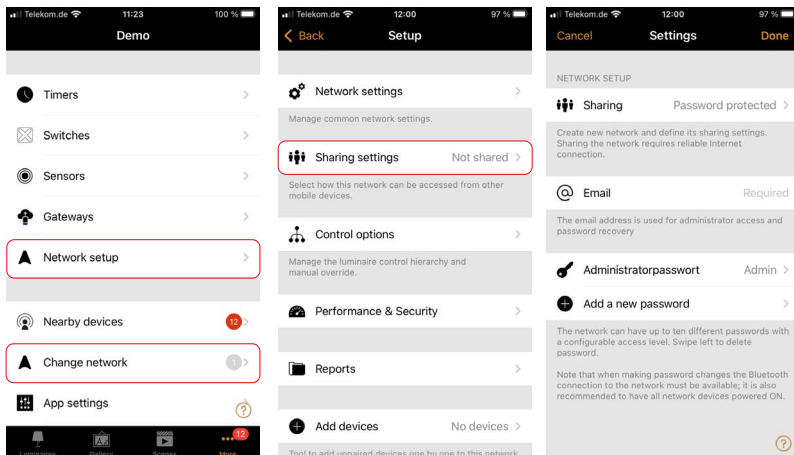 Telekom.de 11:23 100 %
Demo
Timers
Switches
Sensors
Gateways
Network setup
Nearby devices 12
Change network 1
App settings ?
Luminaires Gallery Scenes More 12
Telekom.de 12:00 97 %
Back Setup
Network settings
Manage common network settings.
Sharing settings Not shared
Select how this network can be accessed from other
mobile devices.
Control options
Manage the luminaire control hierarchy and
manual override.
Performance & Security
Reports
Add devices No devices
Tool to add unpaired devices one by one to this network
Telekom.de 12:00 97 %
Cancel Settings Done
NETWORK SETUP
Sharing Password protected
Create new network and define its sharing settings.
Sharing the network requires reliable Internet
connection.
Email Required
The email address is used for administrator access and
password recovery
Administratorpasswort Admin
Add a new password
The network can have up to ten different passwords with
a configurable access level. Swipe left to delete
password.
Note that when making password changes the Bluetooth
connection to the network must be available; it is also
recommended to have all network devices powered ON.
?